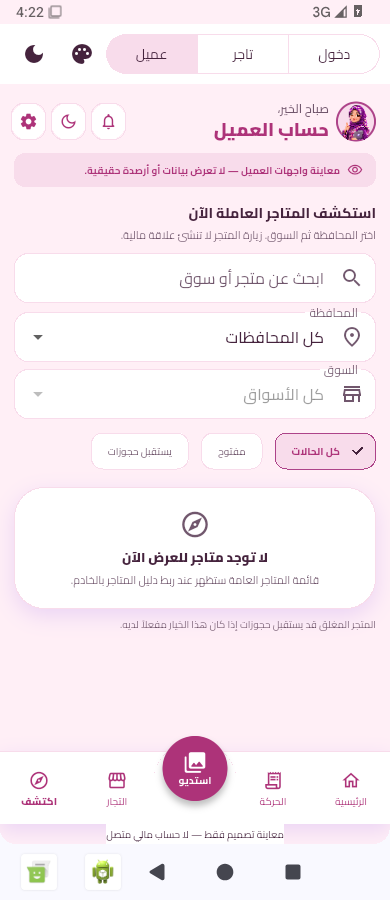 4:22
3G
دخول
تاجر
عميل
صباح الخير،
حساب العميل
معاينة واجهات العميل — لا تعرض بيانات أو أرصدة حقيقية.
استكشف المتاجر العاملة الآن
اختر المحافظة ثم السوق. زيارة المتجر لا تنشئ علاقة مالية.
ابحث عن متجر أو سوق
المحافظة
كل المحافظات
السوق
كل الأسواق
كل الحالات
مفتوح
يستقبل حجوزات
لا توجد متاجر للعرض الآن
قائمة المتاجر العامة ستظهر عند ربط دليل المتاجر بالخادم.
المتجر المغلق قد يستقبل حجوزات إذا كان هذا الخيار مفعلاً لديه.
الرئيسية
الحركة
استديو
التجار
اكتشف
معاينة تصميم فقط — لا حساب مالي متصل